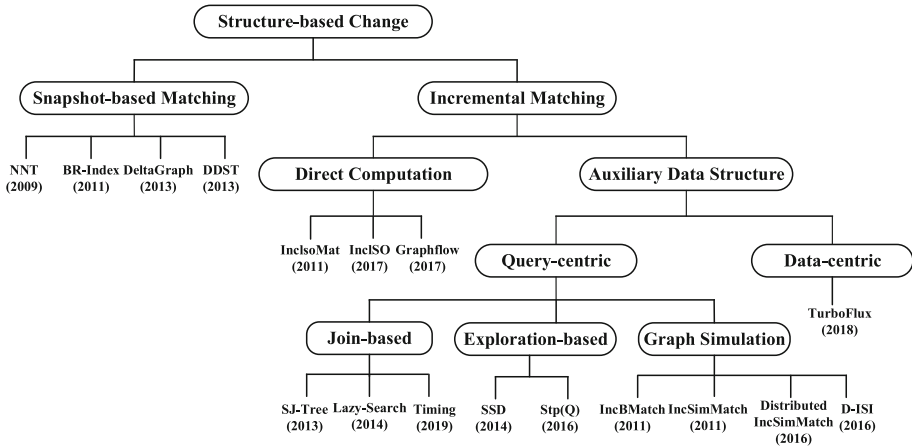 Structure-based Change
Snapshot-based Matching
Incremental Matching
NNT
(2009)
BR-Index
(2011)
DeltaGraph
(2013)
DDST
(2013)
Direct Computation
Auxiliary Data Structure
IncIsoMat
(2011)
IncISO
(2017)
Graphflow
(2017)
Query-centric
Data-centric
TurboFlux
(2018)
Join-based
Exploration-based
Graph Simulation
SJ-Tree
(2013)
Lazy-Search
(2014)
Timing
(2019)
SSD
(2014)
Stp(Q)
(2016)
IncBMatch
(2011)
IncSimMatch
(2011)
Distributed
IncSimMatch
(2016)
D-ISI
(2016)